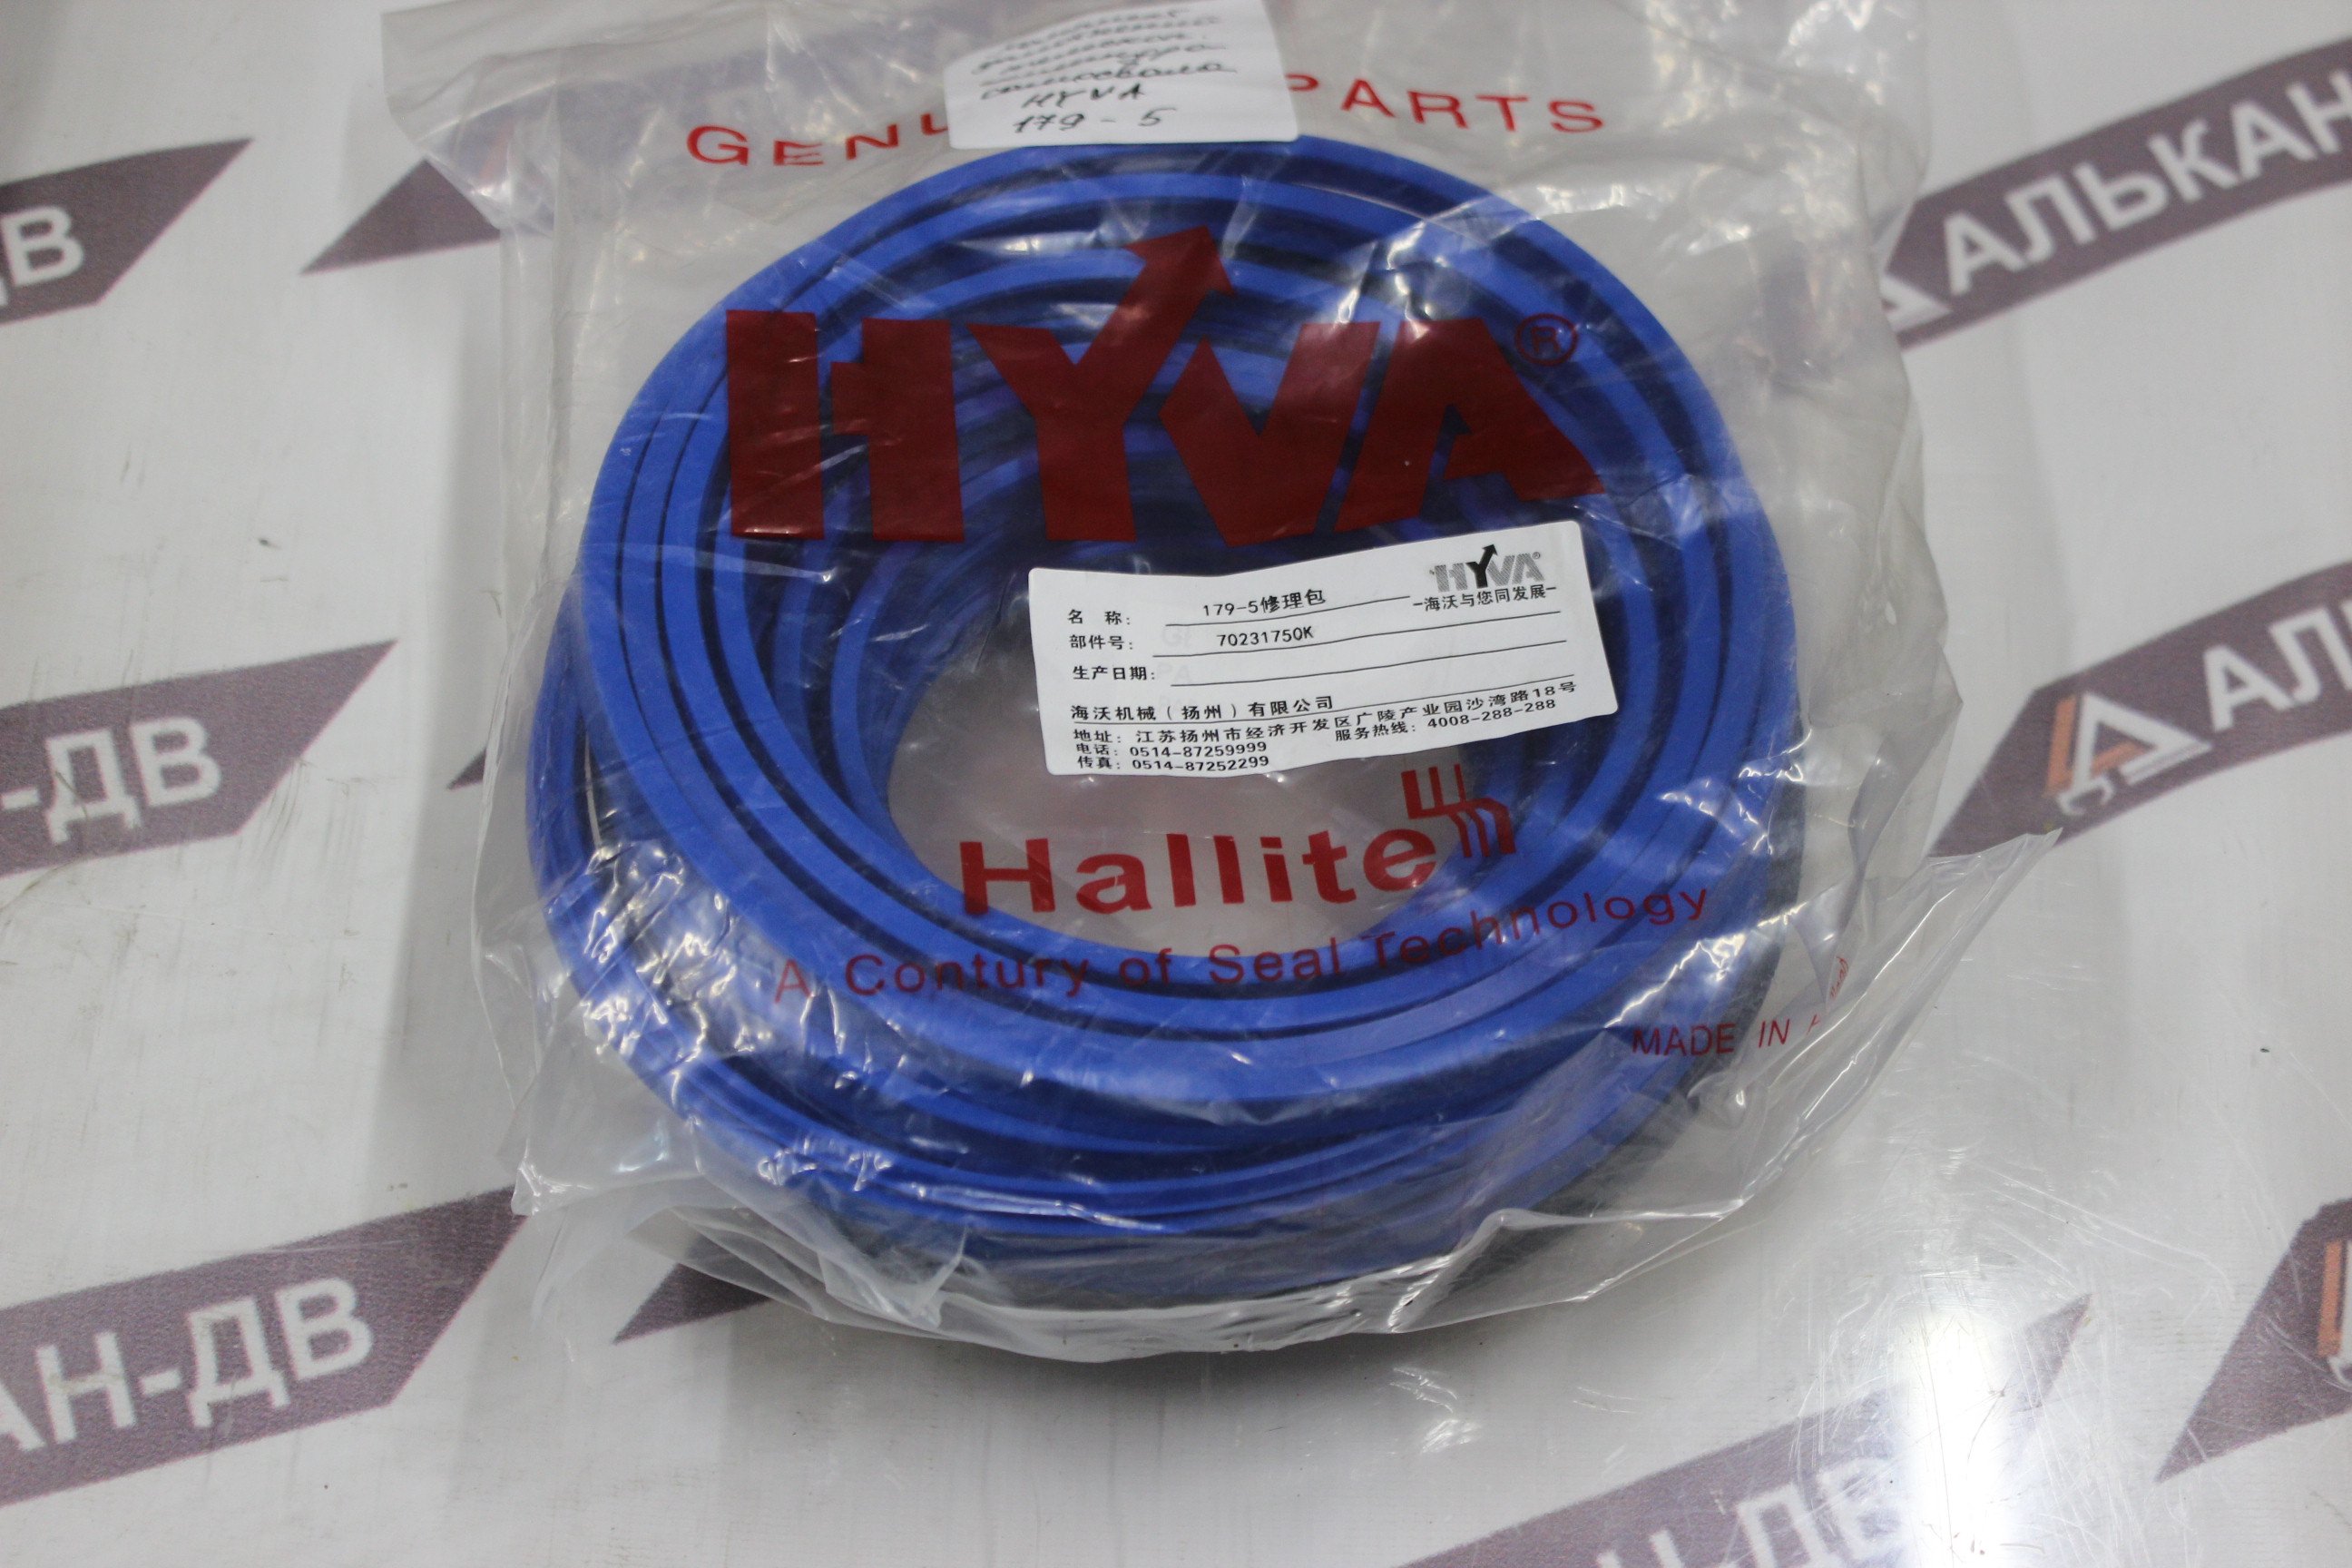 цилиндра
самосвала
HYVA
179-5
GENU PARTS
HYVA®
HYVA®
-海沃与您同发展-
名 称: 179-5修理包
部件号: 70231750K
生产日期:
海沃机械(扬州)有限公司
地址: 江苏扬州市经济开发区广陵产业园沙湾路18号
电话: 0514-87259999 服务热线: 4008-288-288
传真: 0514-87252299
Hallite
A Contury of Seal Technology
MADE IN
ДВ
АЛЬКАН
Н-ДВ
АЛ
АН-ДВ
Н-ДВ